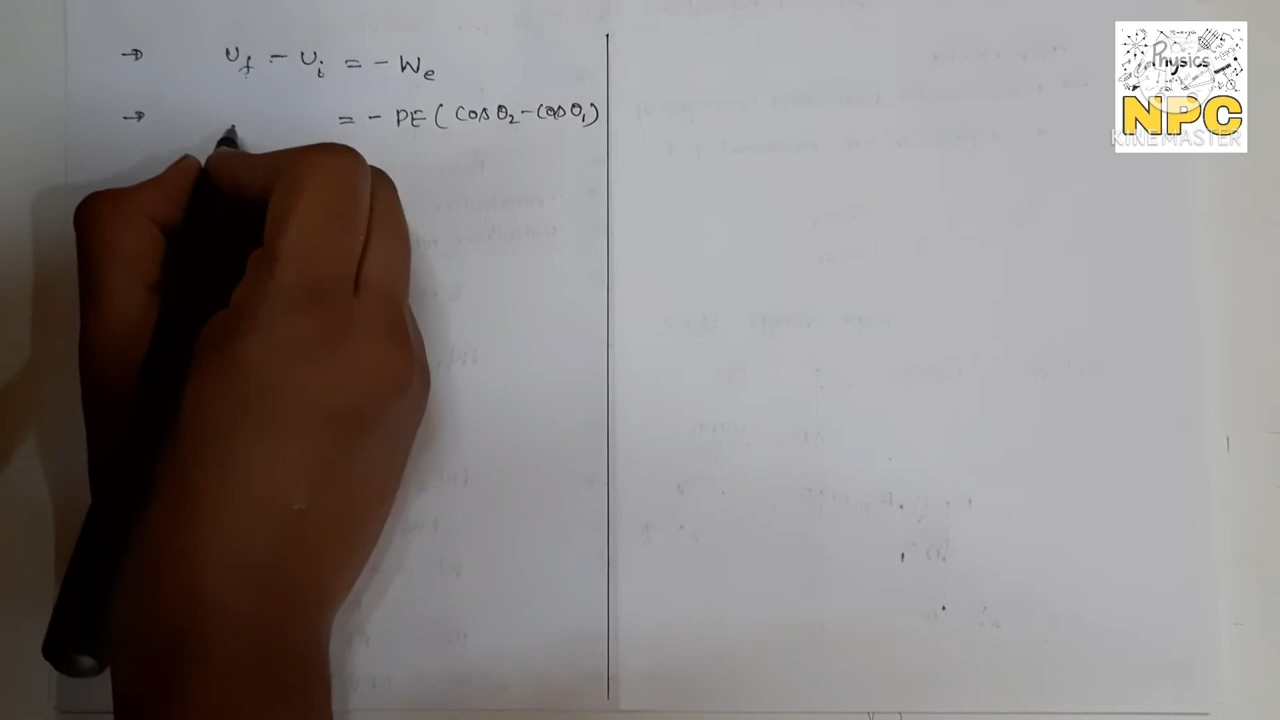 → U_f - U_i = - W_e
→ = - PE ( Cos θ_2 - Cos θ_1 )
Physics
NPC
KINEMASTER